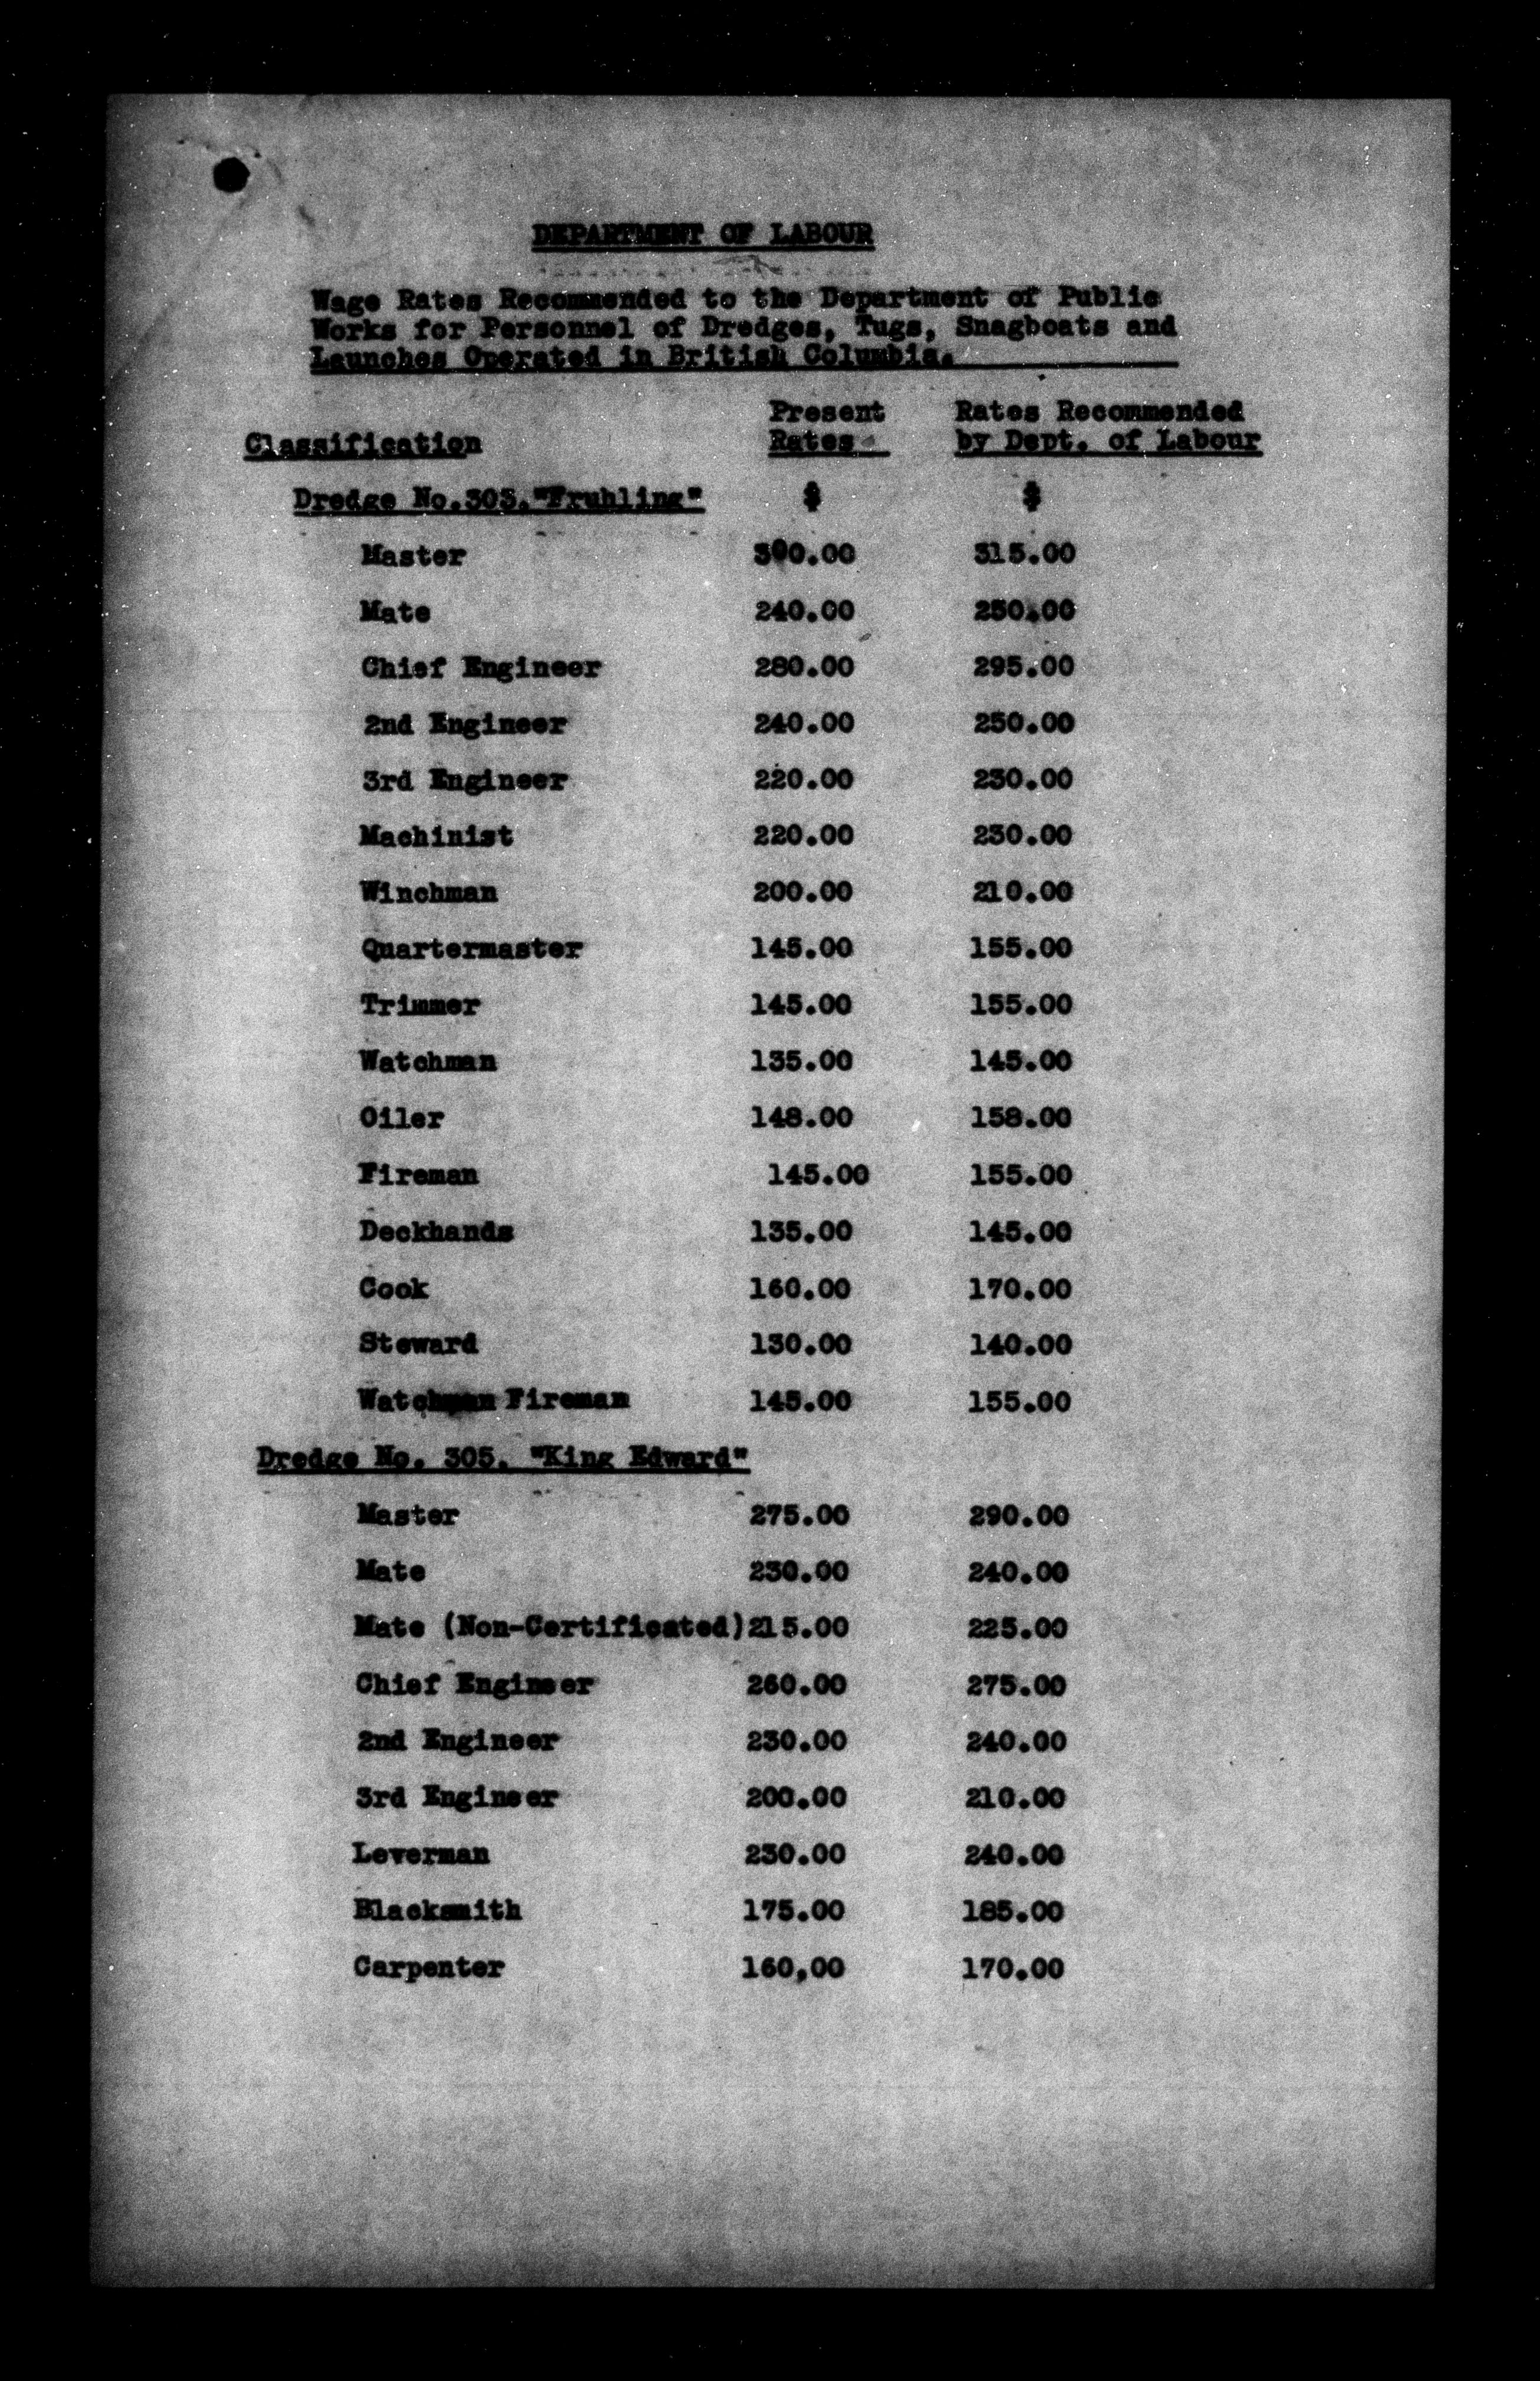 DEPARTMENT OF LABOUR
Wage Rates Recommended to the Department of Public
Works for Personnel of Dredges, Tugs, Snagboats and
Launches Operated in British Columbia.
Present Rates Recommended
Classification Rates by Dept. of Labour
Dredge No.303."Fruhling" $ $
Master 300.00 315.00
Mate 240.00 250.00
Chief Engineer 280.00 295.00
2nd Engineer 240.00 250.00
3rd Engineer 220.00 230.00
Machinist 220.00 230.00
Winchman 200.00 210.00
Quartermaster 145.00 155.00
Trimmer 145.00 155.00
Watchman 135.00 145.00
Oiler 148.00 158.00
Fireman 145.00 155.00
Deckhands 135.00 145.00
Cook 160.00 170.00
Steward 130.00 140.00
Watchman Fireman 145.00 155.00
Dredge No. 305. "King Edward"
Master 275.00 290.00
Mate 230.00 240.00
Mate (Non-Certificated)215.00 225.00
Chief Engineer 260.00 275.00
2nd Engineer 230.00 240.00
3rd Engineer 200.00 210.00
Leverman 230.00 240.00
Blacksmith 175.00 185.00
Carpenter 160,00 170.00